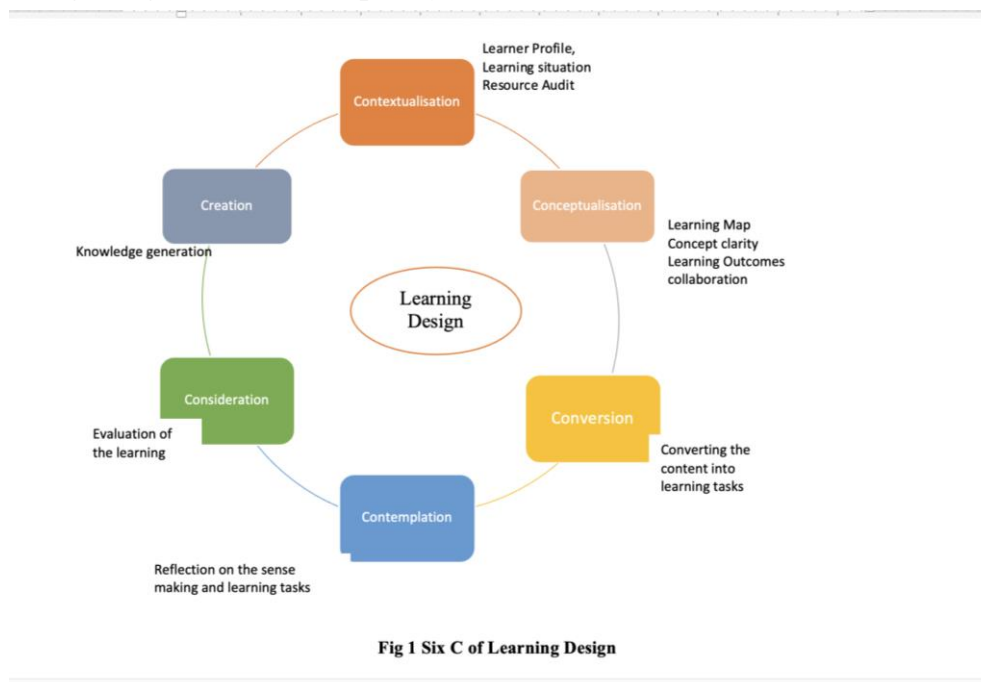 Learner Profile,
Learning situation
Resource Audit
Contextualisation
Conceptualisation
Learning Map
Concept clarity
Learning Outcomes
collaboration
Conversion
Converting the
content into
learning tasks
Contemplation
Reflection on the sense
making and learning tasks
Consideration
Evaluation of
the learning
Creation
Knowledge generation
Learning
Design
Fig 1 Six C of Learning Design